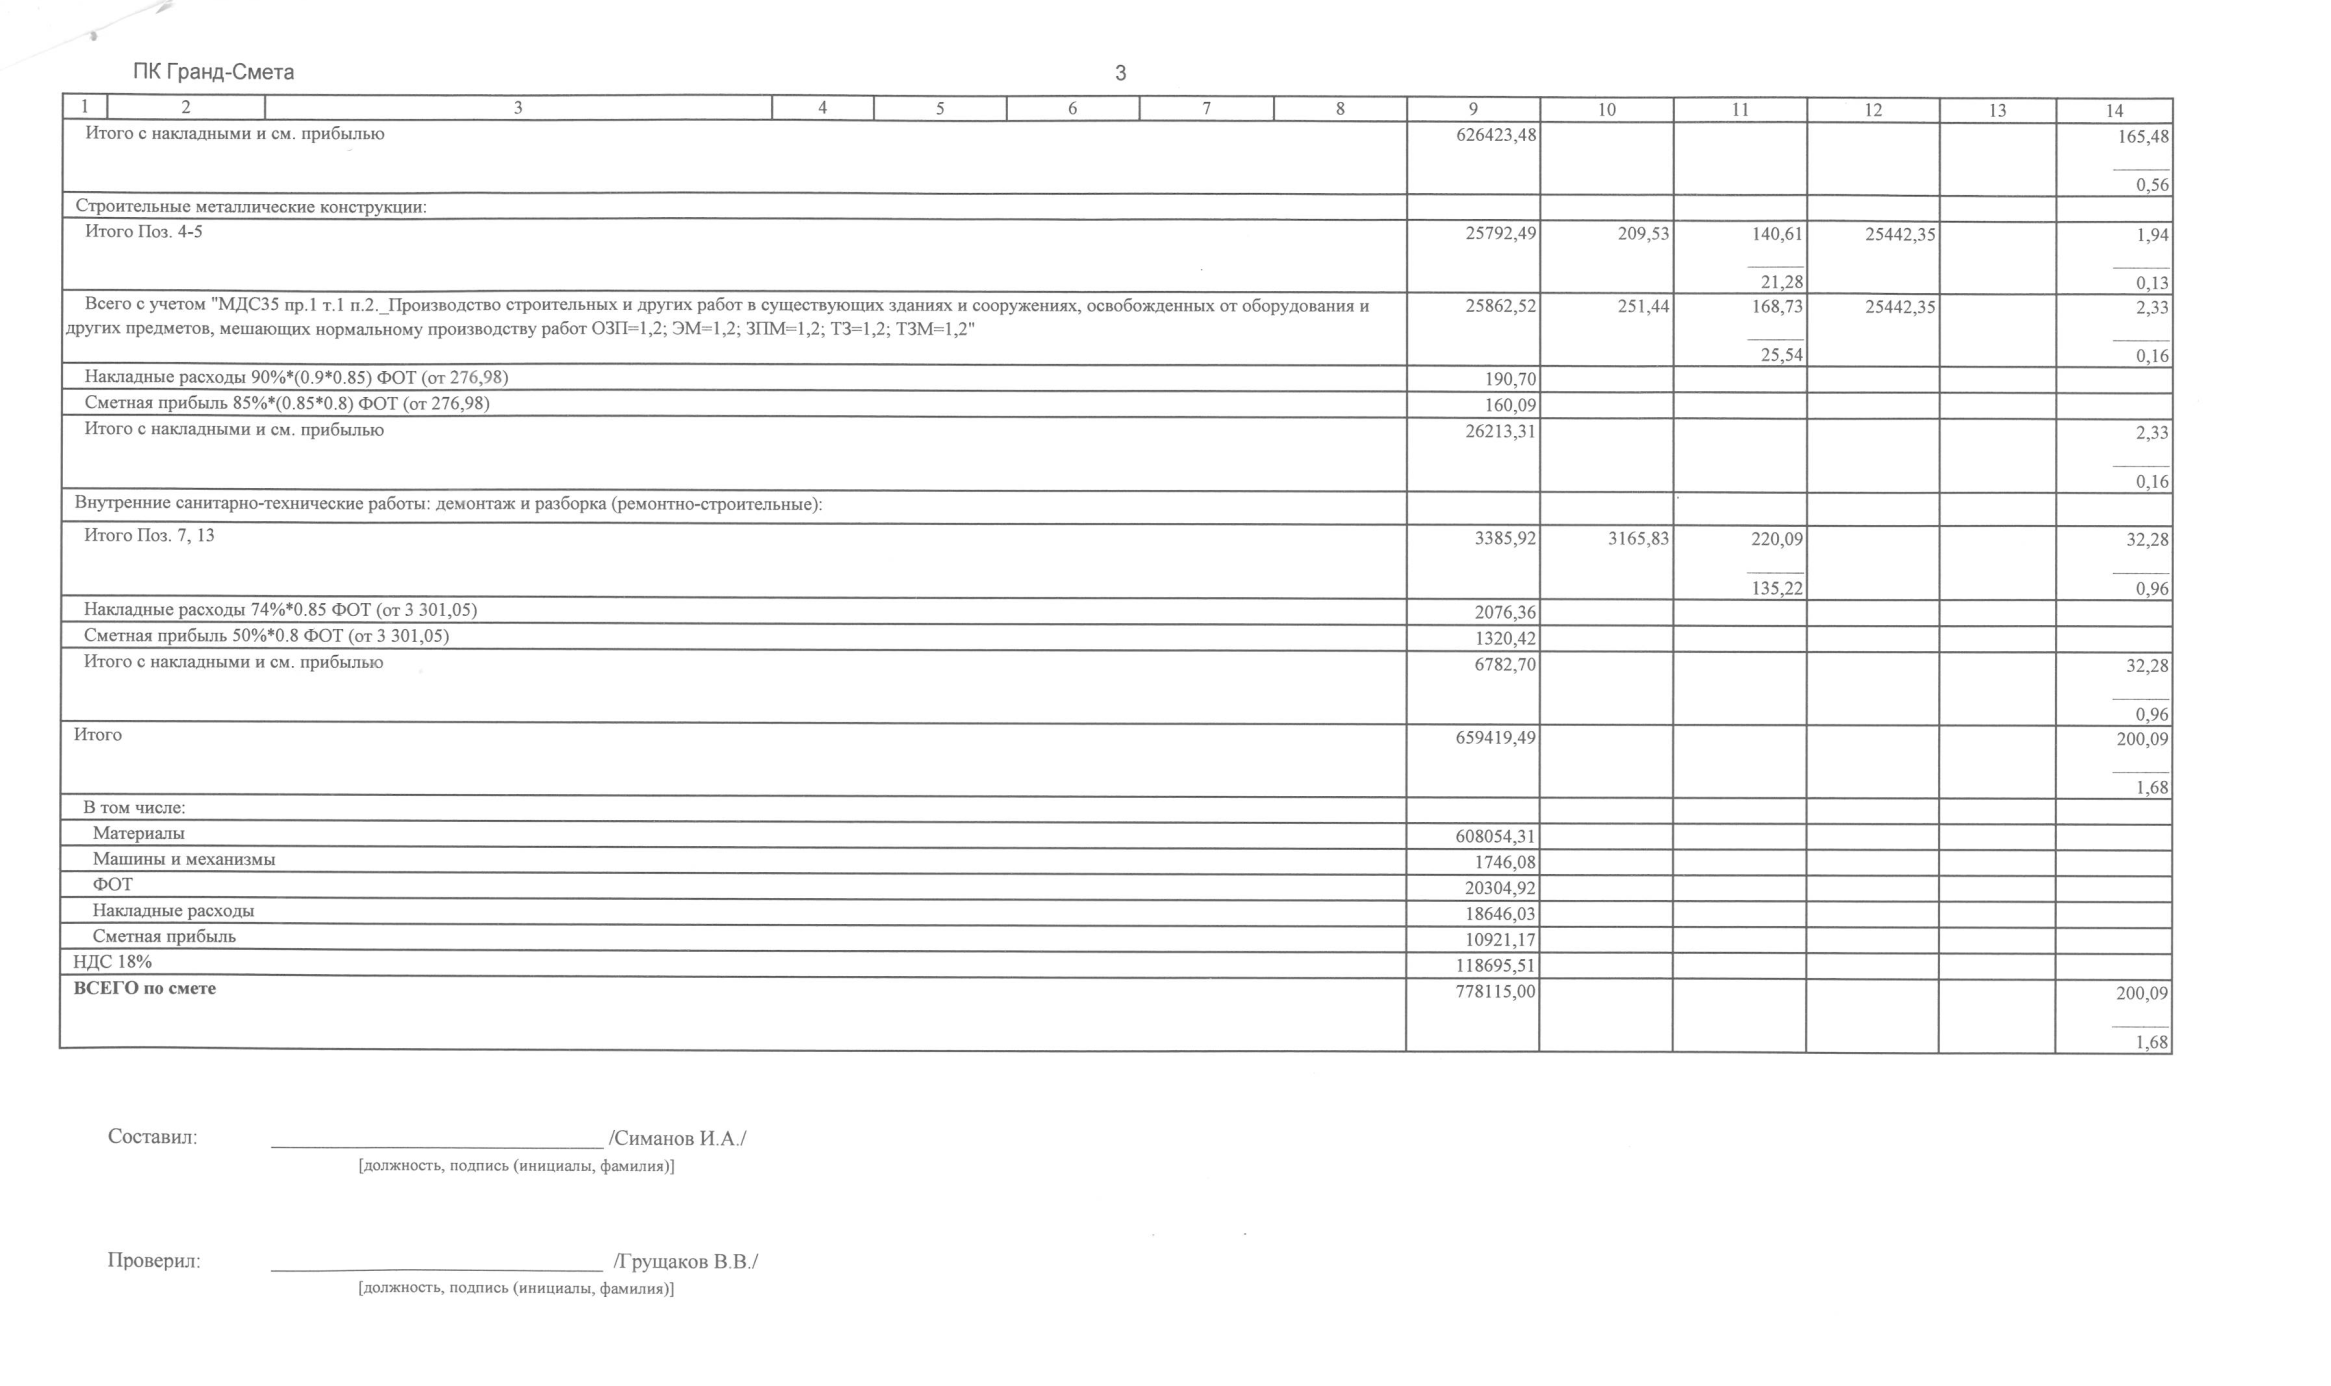 ПК Гранд-Смета 3
1 2 3 4 5 6 7 8 9 10 11 12 13 14
Итого с накладными и см. прибылью 626423,48 165,48
0,56
Строительные металлические конструкции:
Итого Поз. 4-5 25792,49 209,53 140,61 25442,35 1,94
21,28 0,13
Всего с учетом "МДС35 пр.1 т.1 п.2._Производство строительных и других работ в существующих зданиях и сооружениях, освобожденных от оборудования и 25862,52 251,44 168,73 25442,35 2,33
других предметов, мешающих нормальному производству работ ОЗП=1,2; ЭМ=1,2; ЗПМ=1,2; ТЗ=1,2; ТЗМ=1,2"
25,54 0,16
Накладные расходы 90%*(0.9*0.85) ФОТ (от 276,98) 190,70
Сметная прибыль 85%*(0.85*0.8) ФОТ (от 276,98) 160,09
Итого с накладными и см. прибылью 26213,31 2,33
0,16
Внутренние санитарно-технические работы: демонтаж и разборка (ремонтно-строительные):
Итого Поз. 7, 13 3385,92 3165,83 220,09 32,28
135,22 0,96
Накладные расходы 74%*0.85 ФОТ (от 3 301,05) 2076,36
Сметная прибыль 50%*0.8 ФОТ (от 3 301,05) 1320,42
Итого с накладными и см. прибылью 6782,70 32,28
0,96
Итого 659419,49 200,09
1,68
В том числе:
Материалы 608054,31
Машины и механизмы 1746,08
ФОТ 20304,92
Накладные расходы 18646,03
Сметная прибыль 10921,17
НДС 18% 118695,51
ВСЕГО по смете 778115,00 200,09
1,68
Составил: /Симанов И.А./
[должность, подпись (инициалы, фамилия)]
Проверил: /Грущаков В.В./
[должность, подпись (инициалы, фамилия)]